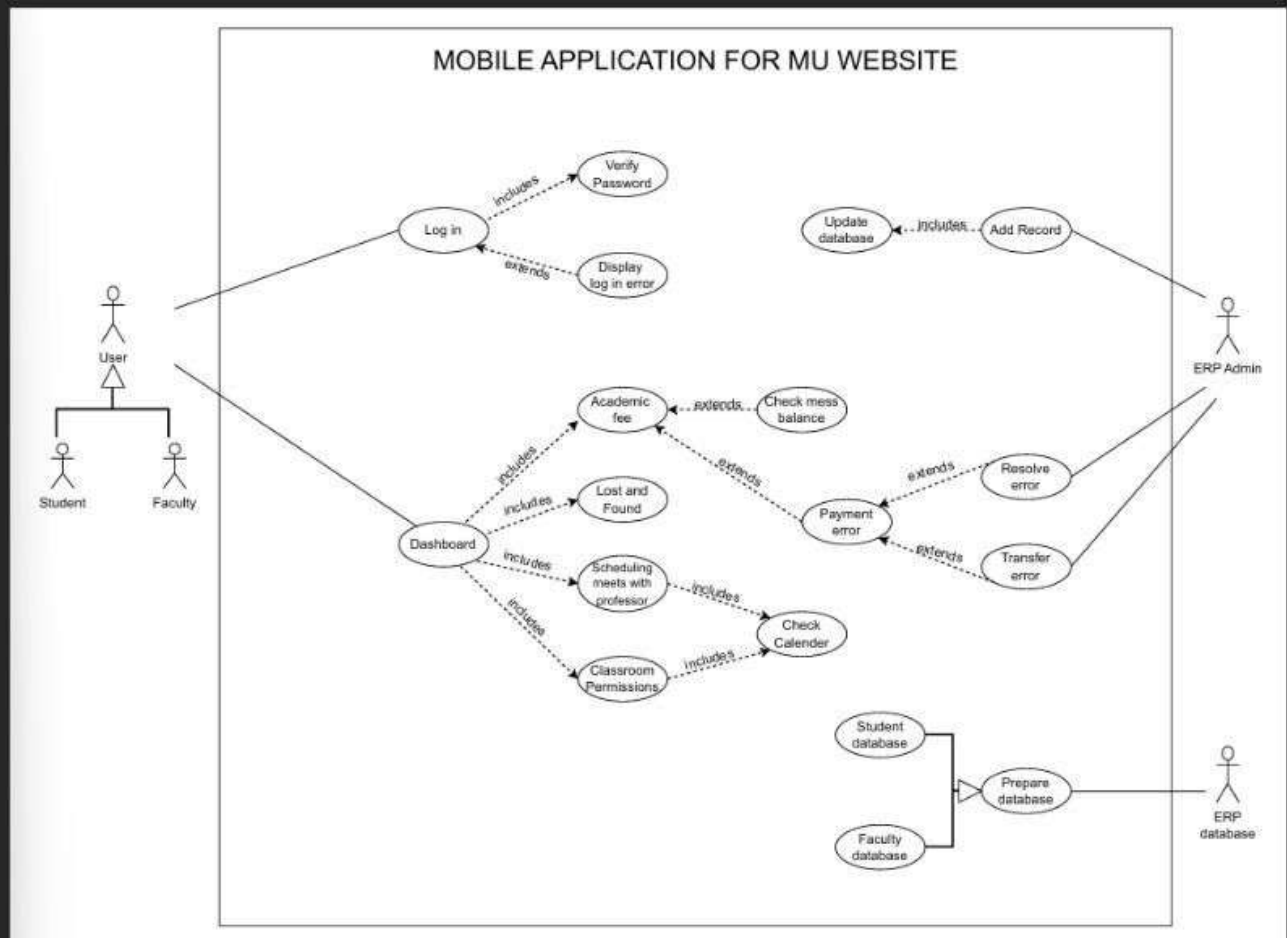 MOBILE APPLICATION FOR MU WEBSITE
Verify
Password
includes
Log in
extends
Display
log in error
Update
database
includes
Add Record
User
Student
Faculty
ERP Admin
Academic
fee
extends
Check mess
balance
includes
extends
Lost and
Found
includes
Dashboard
includes
Scheduling
meets with
professor
includes
includes
Classroom
Permissions
includes
Check
Calender
Payment
error
extends
Resolve
error
extends
Transfer
error
Student
database
Prepare
database
Faculty
database
ERP
database